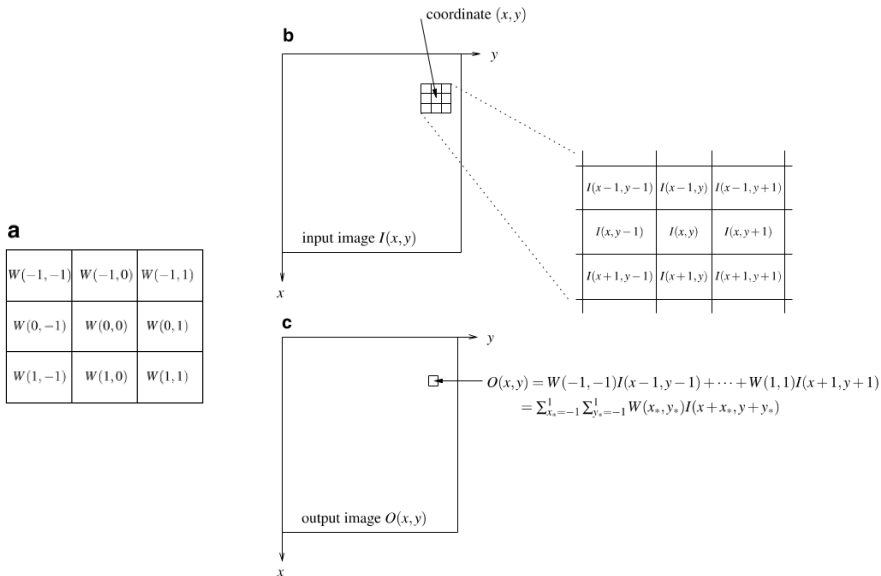 a
W(−1,−1) W(−1,0) W(−1,1)
W(0,−1) W(0,0) W(0,1)
W(1,−1) W(1,0) W(1,1)
b
coordinate (x,y)
y
input image I(x,y)
x
I(x−1,y−1) I(x−1,y) I(x−1,y+1)
I(x,y−1) I(x,y) I(x,y+1)
I(x+1,y−1) I(x+1,y) I(x+1,y+1)
c
y
O(x,y) = W(−1,−1)I(x−1,y−1)+⋯+W(1,1)I(x+1,y+1)
= ∑¹ₓ⁎₌₋₁ ∑¹y⁎₌₋₁ W(x⁎,y⁎)I(x+x⁎,y+y⁎)
output image O(x,y)
x